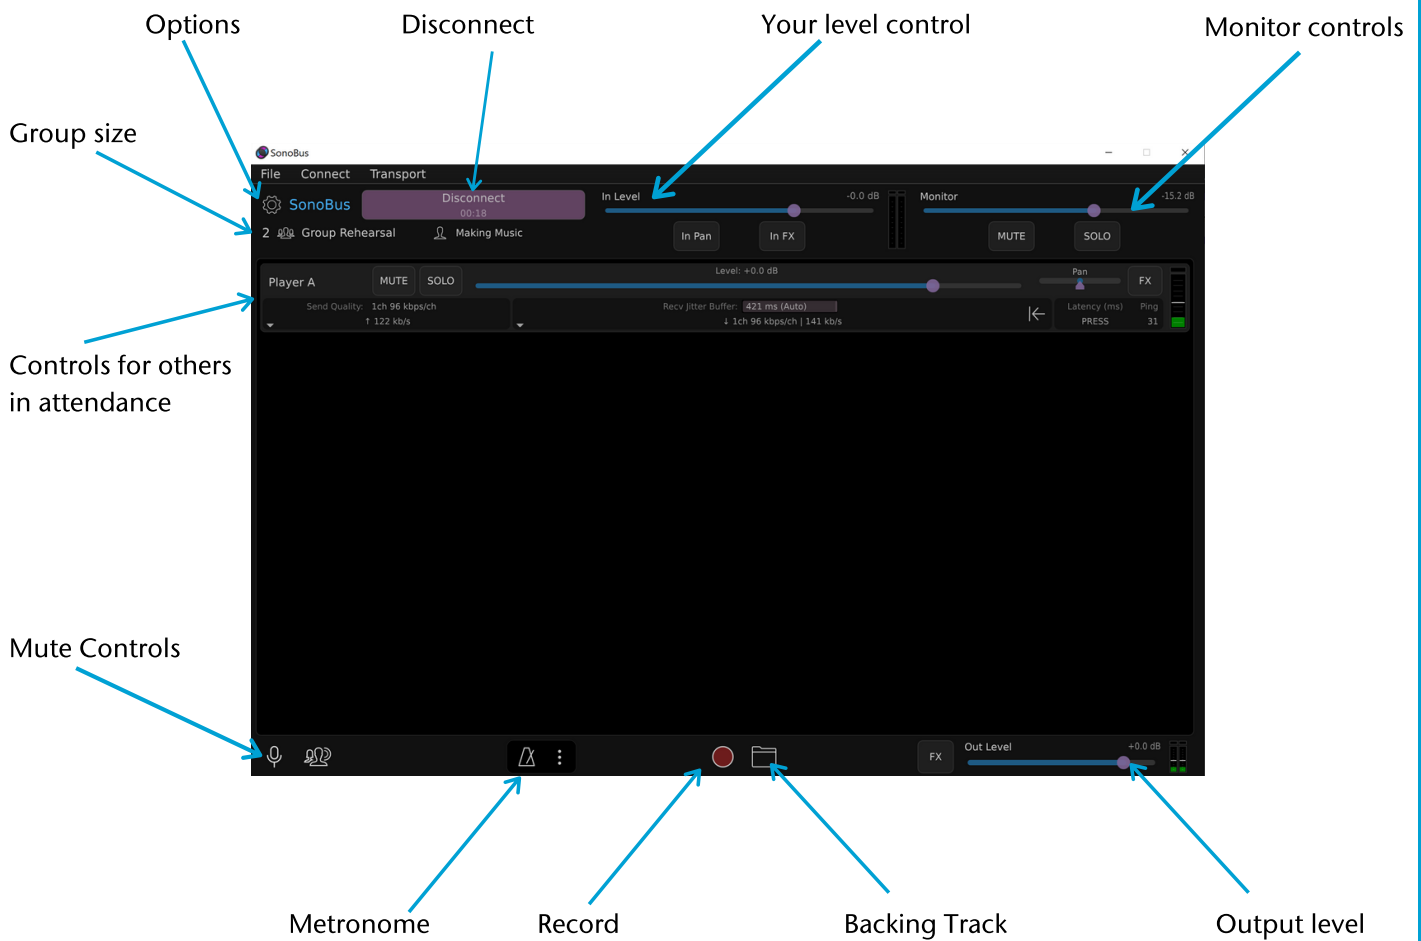 Options
Disconnect
Your level control
Monitor controls
Group size
SonoBus
File Connect Transport
SonoBus
Disconnect
00:18
In Level
-0.0 dB
Monitor
-15.2 dB
2 Group Rehearsal
Making Music
In Pan
In FX
MUTE
SOLO
Player A
MUTE
SOLO
Level: +0.0 dB
Pan
FX
Send Quality: 1ch 96 kbps/ch
↑ 122 kb/s
Recv Jitter Buffer: 421 ms (Auto)
↓ 1ch 96 kbps/ch | 141 kb/s
Latency (ms) Ping
PRESS 31
Controls for others
in attendance
Mute Controls
FX
Out Level
+0.0 dB
Metronome
Record
Backing Track
Output level